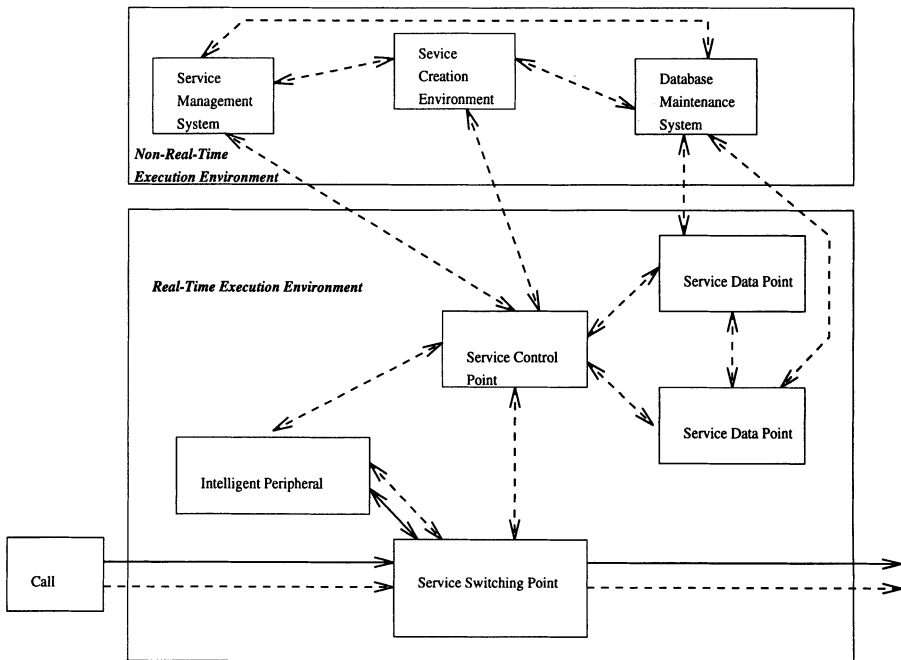 Service
Management
System
Sevice
Creation
Environment
Database
Maintenance
System
Non-Real-Time
Execution Environment
Real-Time Execution Environment
Service Data Point
Service Control
Point
Service Data Point
Intelligent Peripheral
Call
Service Switching Point